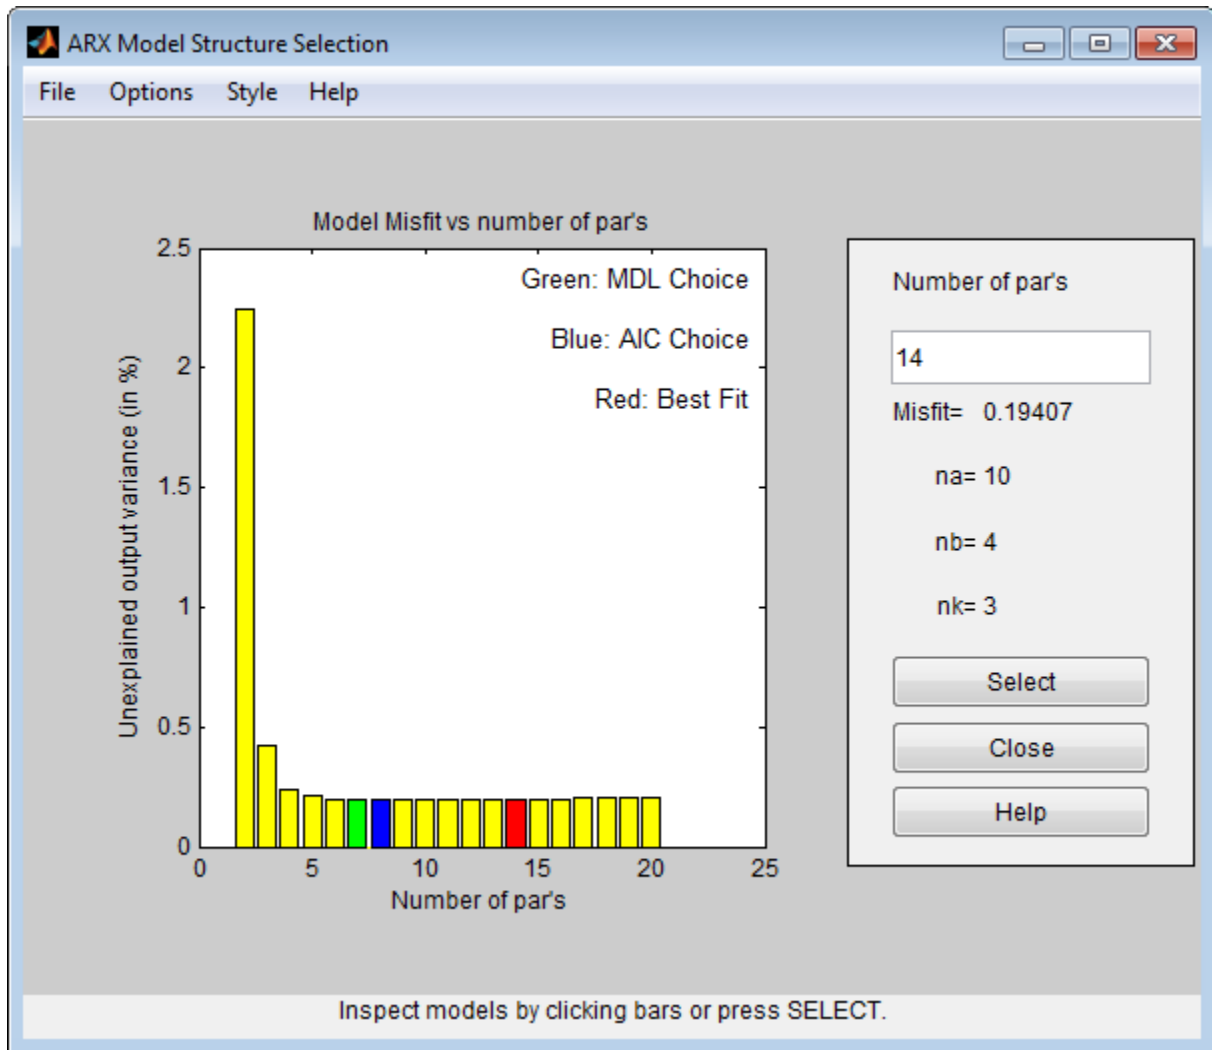 ARX Model Structure Selection
File Options Style Help
Model Misfit vs number of par's
2.5
2
1.5
1
0.5
0
Unexplained output variance (in %)
Green: MDL Choice
Blue: AIC Choice
Red: Best Fit
0 5 10 15 20 25
Number of par's
Number of par's
14
Misfit= 0.19407
na= 10
nb= 4
nk= 3
Select
Close
Help
Inspect models by clicking bars or press SELECT.